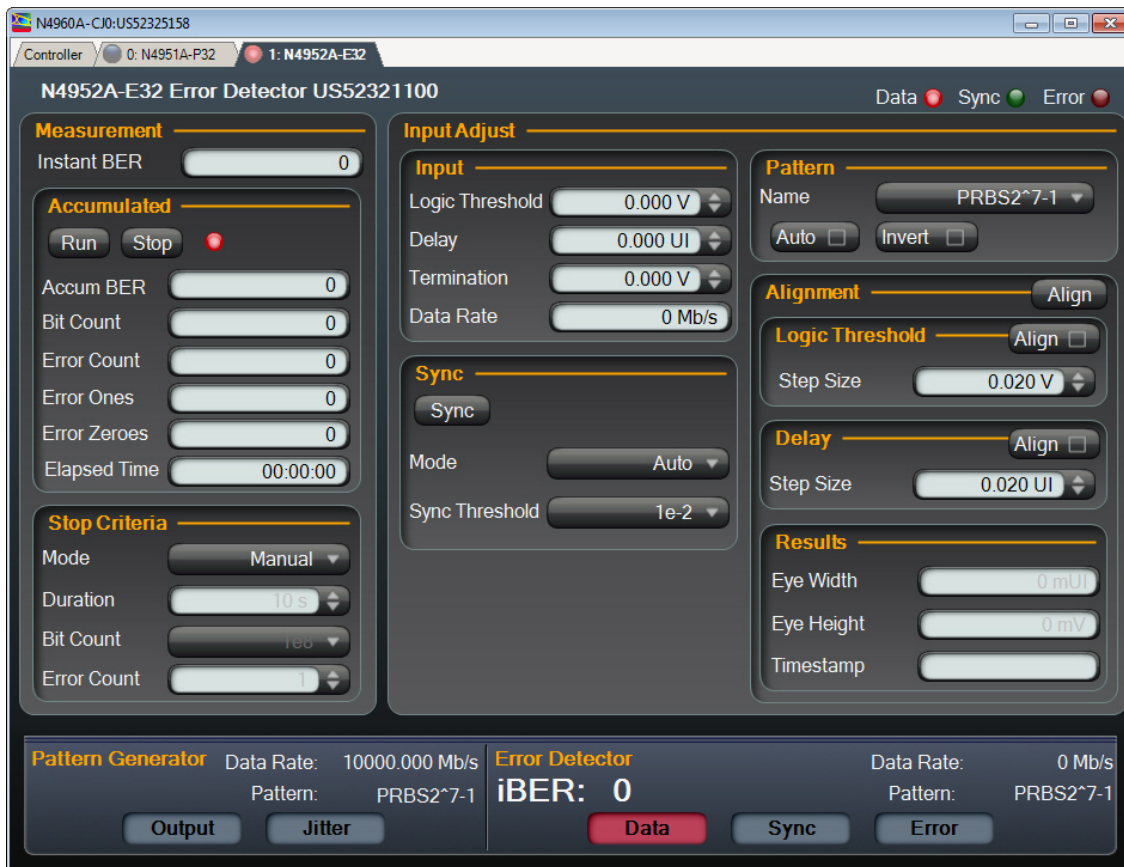 N4960A-CJ0:US52325158
Controller
0: N4951A-P32
1: N4952A-E32
N4952A-E32 Error Detector US52321100
Data
Sync
Error
Measurement
Instant BER
0
Accumulated
Run
Stop
Accum BER
0
Bit Count
0
Error Count
0
Error Ones
0
Error Zeroes
0
Elapsed Time
00:00:00
Stop Criteria
Mode
Manual
Duration
10 s
Bit Count
1e8
Error Count
1
Input Adjust
Input
Logic Threshold
0.000 V
Delay
0.000 UI
Termination
0.000 V
Data Rate
0 Mb/s
Sync
Sync
Mode
Auto
Sync Threshold
1e-2
Pattern
Name
PRBS2^7-1
Auto
Invert
Alignment
Align
Logic Threshold
Align
Step Size
0.020 V
Delay
Align
Step Size
0.020 UI
Results
Eye Width
0 mUI
Eye Height
0 mV
Timestamp
Pattern Generator
Data Rate:
10000.000 Mb/s
Pattern:
PRBS2^7-1
Output
Jitter
Error Detector
iBER: 0
Data Rate:
0 Mb/s
Pattern:
PRBS2^7-1
Data
Sync
Error